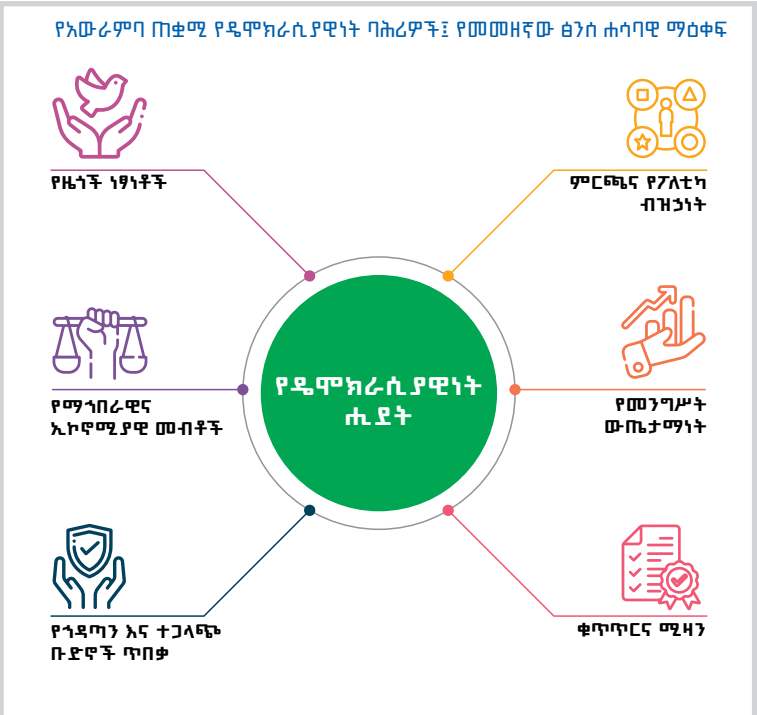 የአውራምባ ጠቋሚ የዴሞክራሲያዊነት ባሕሪዎች፤ የመመዘኛው ፅንሰ ሐሳባዊ ማዕቀፍ
የዜጎች ነፃነቶች
ምርጫና የፖለቲካ
ብዝኃነት
የማኅበራዊና
ኢኮኖሚያዊ መብቶች
የዴሞክራሲያዊነት
ሒደት
የመንግሥት
ውጤታማነት
የኅዳጣን እና ተጋላጭ
ቡድኖች ጥበቃ
ቁጥጥርና ሚዛን